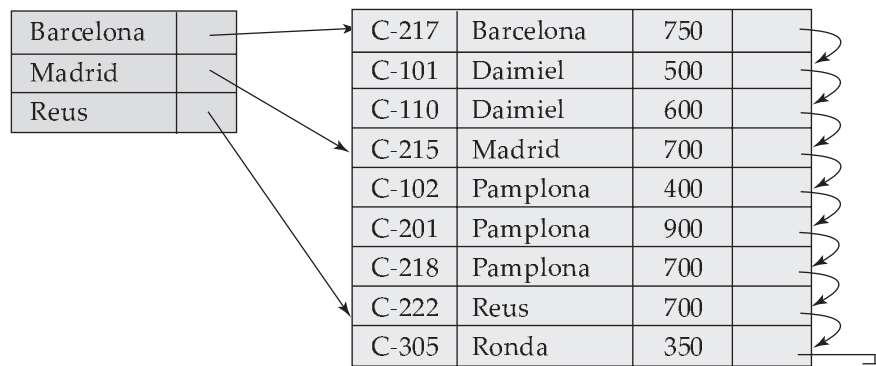 Barcelona
Madrid
Reus
C-217 Barcelona 750
C-101 Daimiel 500
C-110 Daimiel 600
C-215 Madrid 700
C-102 Pamplona 400
C-201 Pamplona 900
C-218 Pamplona 700
C-222 Reus 700
C-305 Ronda 350